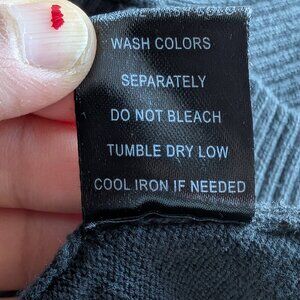 WASH COLORS
SEPARATELY
DO NOT BLEACH
TUMBLE DRY LOW
COOL IRON IF NEEDED